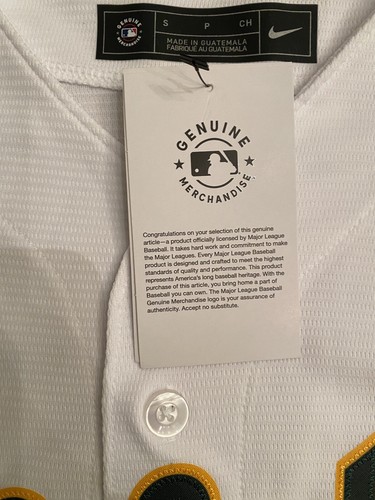 GENUINE
MERCHANDISE
S P CH
MADE IN GUATEMALA
FABRIQUÉ AU GUATEMALA
GENUINE
MERCHANDISE
Congratulations on your selection of this genuine
article—a product officially licensed by Major League
Baseball. It takes hard work and commitment to make
the Major Leagues. Every Major League Baseball
product is designed and crafted to meet the highest
standards of quality and performance. This product
represents America's long baseball heritage. With the
purchase of this article, you bring home a part of
Baseball you can own. The Major League Baseball
Genuine Merchandise logo is your assurance of
authenticity. Accept no substitute.